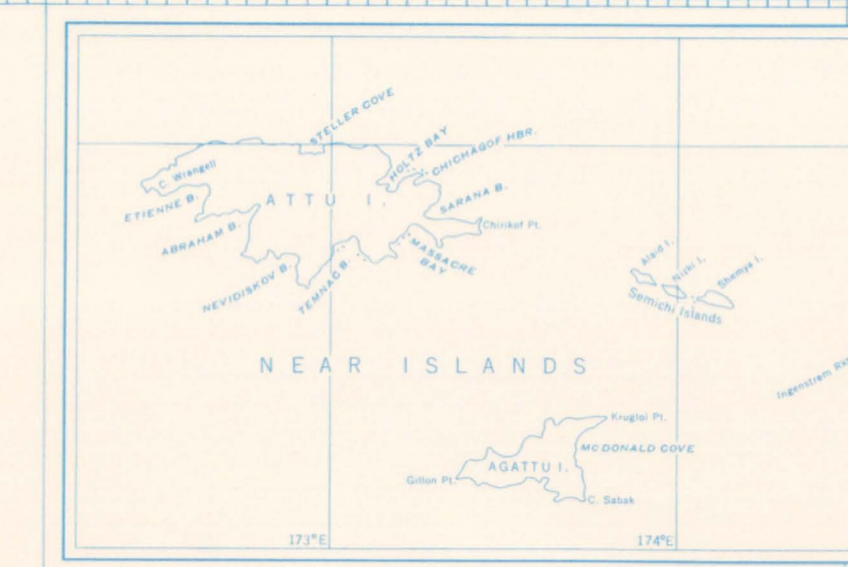 STELLER COVE
HOLTZ BAY
CHICHAGOF HBR.
C. Wrangell
ETIENNE B.
ATTU I.
SARANA B.
Chirikof Pt.
ABRAHAM B.
MASSACRE
BAY
NEVIDISKOV B.
TEMNAC B.
Alaid I.
Nizki I.
Shemya I.
Semichi Islands
NEAR ISLANDS
Ingenstrem
Krugloi Pt.
MCDONALD COVE
AGATTU I.
Gillon Pt.
C. Sabak
173°E
174°E